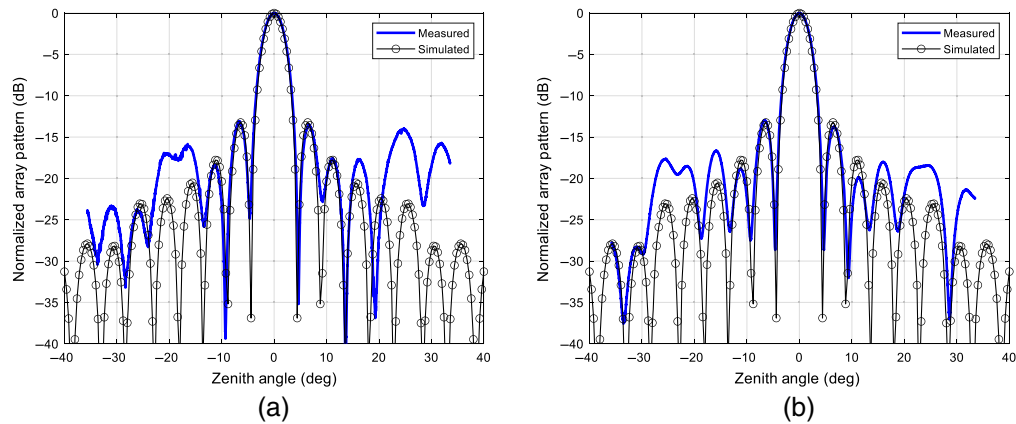 Normalized array pattern (dB)
0
−5
−10
−15
−20
−25
−30
−35
−40
−40 −30 −20 −10 0 10 20 30 40
Zenith angle (deg)
Measured
Simulated
(a)
Normalized array pattern (dB)
0
−5
−10
−15
−20
−25
−30
−35
−40
−40 −30 −20 −10 0 10 20 30 40
Zenith angle (deg)
Measured
Simulated
(b)